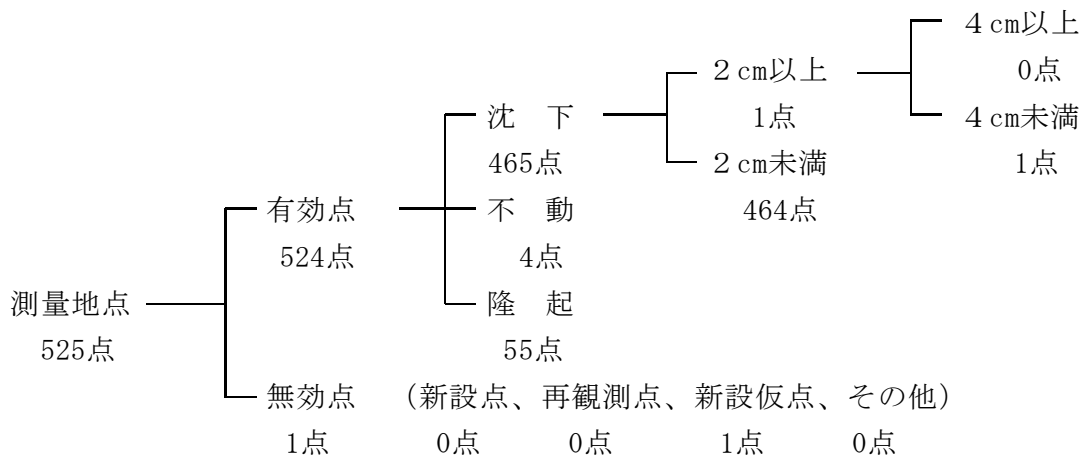 ４cm以上
0点
２cm以上
1点
４cm未満
1点
沈　下
465点
２cm未満
464点
有効点
524点
不　動
4点
測量地点
525点
隆　起
55点
無効点　（新設点、再観測点、新設仮点、その他）
1点　0点　0点　1点　0点